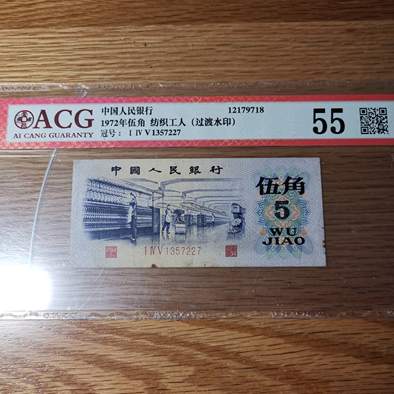 ACG
AI CANG GUARANTY
中国人民银行 12179718
1972年伍角 纺织工人（过渡水印）
冠号： I IV V 1357227
55
中國人民銀行
伍角
5
WU
JIAO
I IV V 1357227